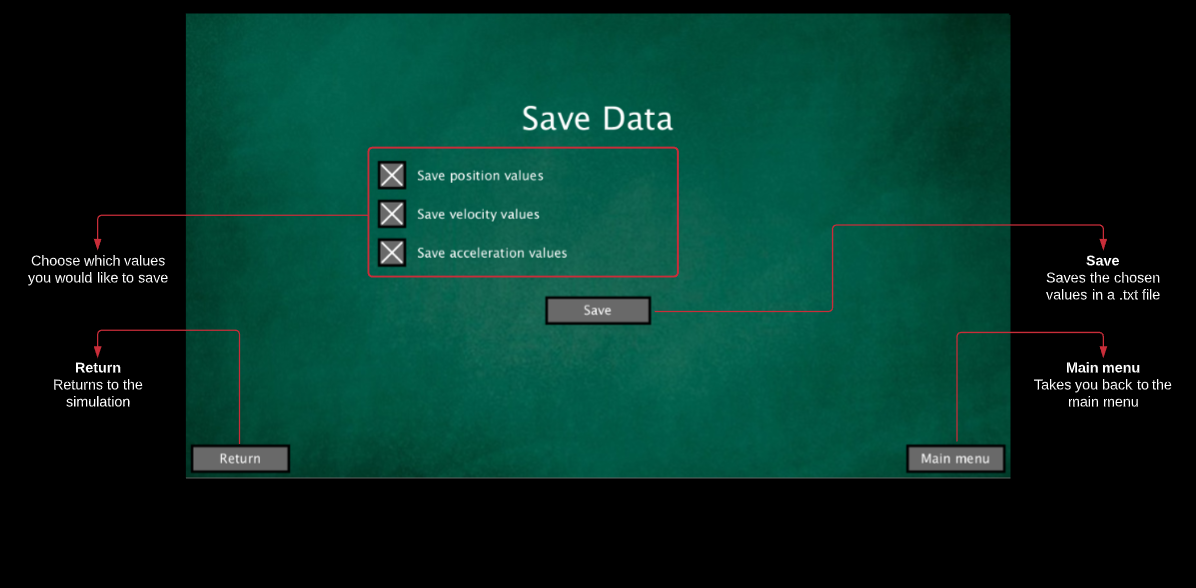 Save Data
Save position values
Save velocity values
Save acceleration values
Save
Return
Main menu
Choose which values
you would like to save
Return
Returns to the
simulation
Save
Saves the chosen
values in a .txt file
Main menu
Takes you back to the
main menu